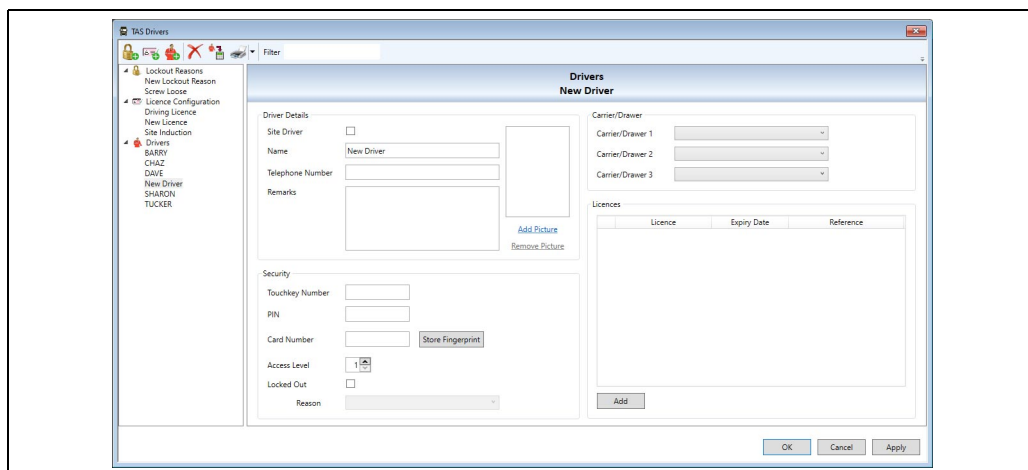 TAS Drivers
Filter
Lockout Reasons
New Lockout Reason
Screw Loose
Licence Configuration
Driving Licence
New Licence
Site Induction
Drivers
BARRY
CHAZ
DAVE
New Driver
SHARON
TUCKER
Drivers
New Driver
Driver Details
Site Driver
Name New Driver
Telephone Number
Remarks
Add Picture
Remove Picture
Security
Touchkey Number
PIN
Card Number Store Fingerprint
Access Level 1
Locked Out
Reason
Carrier/Drawer
Carrier/Drawer 1
Carrier/Drawer 2
Carrier/Drawer 3
Licences
Licence Expiry Date Reference
Add
OK Cancel Apply